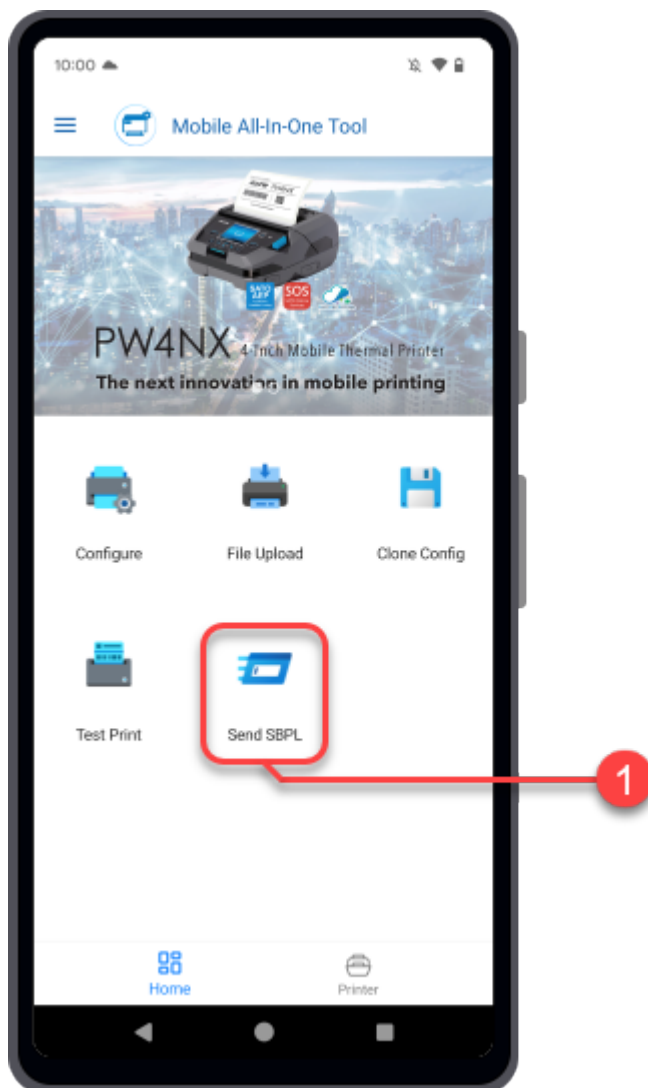 10:00
Mobile All-In-One Tool
SOS
PW4NX 4-Inch Mobile Thermal Printer
The next innovation in mobile printing
Configure
File Upload
Clone Config
Test Print
Send SBPL
1
Home
Printer